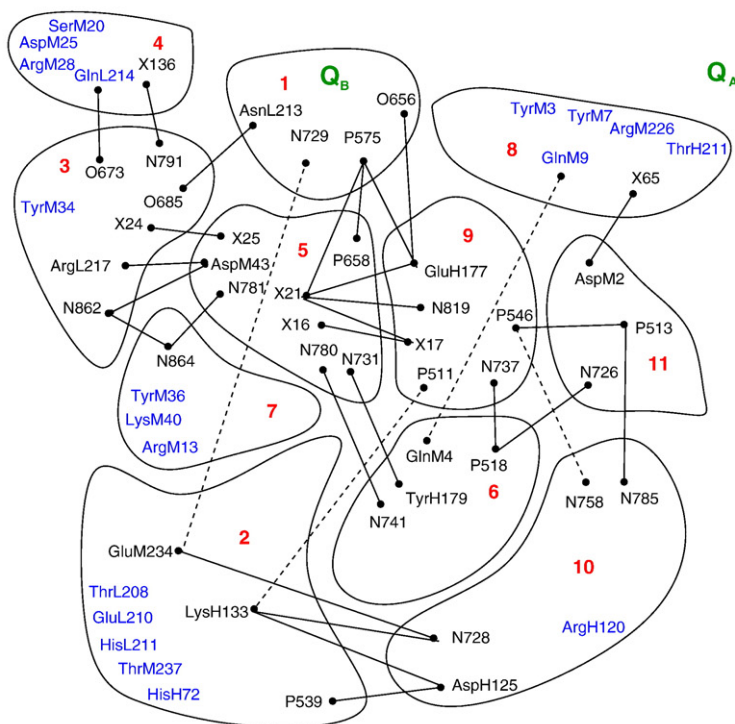 SerM20
AspM25
4
ArgM28
GlnL214
X136
1
Q_B
O656
Q_A
AsnL213
N729
P575
TyrM3
TyrM7
ArgM226
ThrH211
8
GlnM9
3
O673
N791
X65
O685
TyrM34
X24
X25
5
P658
9
GluH177
ArgL217
AspM43
AspM2
N781
X21
N819
N862
X16
X17
P546
P513
N864
N780
N731
N737
P511
N726
11
TyrM36
LysM40
7
ArgM13
GlnM4
P518
6
TyrH179
N758
N785
N741
2
GluM234
10
ThrL208
GluL210
LysH133
HisL211
N728
ArgH120
ThrM237
HisH72
P539
AspH125